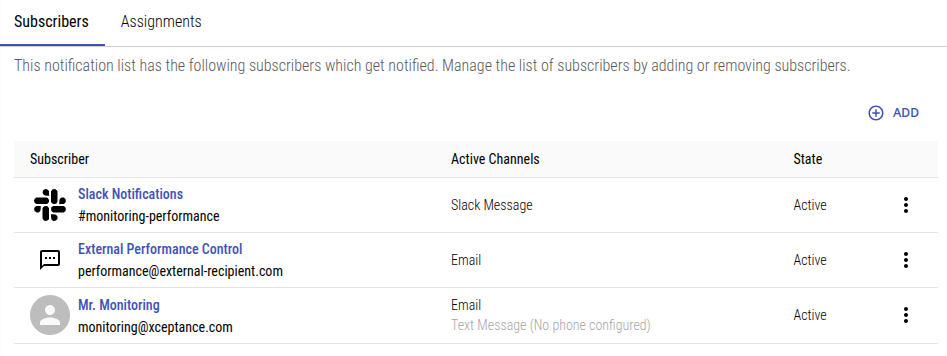 Subscribers Assignments
This notification list has the following subscribers which get notified. Manage the list of subscribers by adding or removing subscribers.
ADD
Subscriber Active Channels State
Slack Notifications
#monitoring-performance
Slack Message
Active
External Performance Control
performance@external-recipient.com
Email
Active
Mr. Monitoring
monitoring@xceptance.com
Email
Text Message (No phone configured)
Active